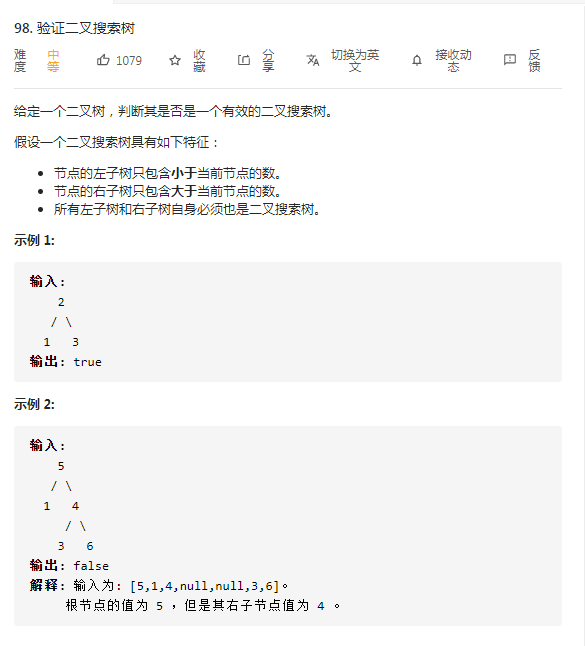 98. 验证二叉搜索树
难度 中等 1079 收藏 分享 切换为英文 接收动态 反馈
给定一个二叉树，判断其是否是一个有效的二叉搜索树。
假设一个二叉搜索树具有如下特征：
节点的左子树只包含小于当前节点的数。
节点的右子树只包含大于当前节点的数。
所有左子树和右子树自身必须也是二叉搜索树。
示例 1:
输入:
2
/ \
1 3
输出: true
示例 2:
输入:
5
/ \
1 4
/ \
3 6
输出: false
解释: 输入为: [5,1,4,null,null,3,6]。
根节点的值为 5 ，但是其右子节点值为 4 。